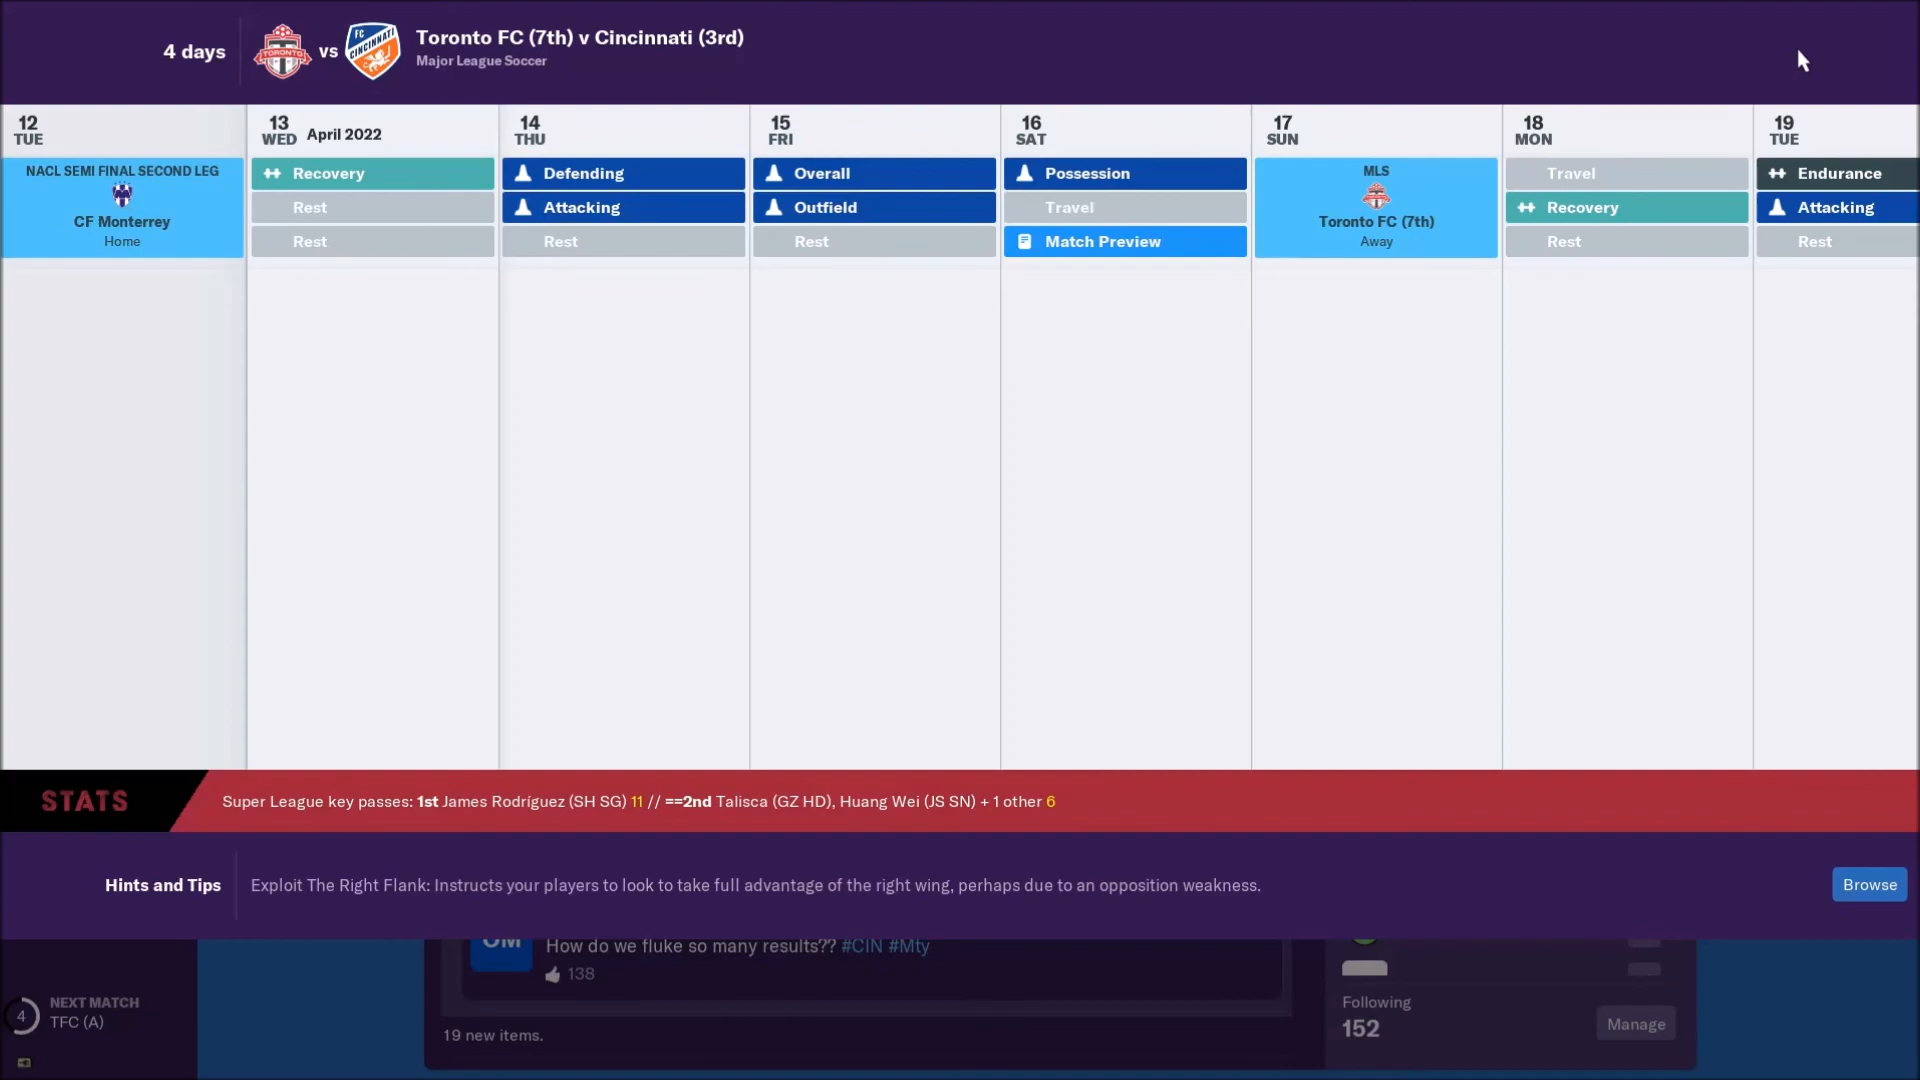 4 days
TORONTO
vs
FC CINCINNATI
Toronto FC (7th) v Cincinnati (3rd)
Major League Soccer
12
TUE
NACL SEMI FINAL SECOND LEG
CF Monterrey
Home
13
WED
April 2022
Recovery
Rest
Rest
14
THU
Defending
Attacking
Rest
15
FRI
Overall
Outfield
Rest
16
SAT
Possession
Travel
Match Preview
17
SUN
MLS
Toronto FC (7th)
Away
18
MON
Travel
Recovery
Rest
19
TUE
Endurance
Attacking
Rest
STATS
Super League key passes: 1st James Rodríguez (SH SG) 11 // ==2nd Talisca (GZ HD), Huang Wei (JS SN) + 1 other 6
Hints and Tips
Exploit The Right Flank: Instructs your players to look to take full advantage of the right wing, perhaps due to an opposition weakness.
Browse
How do we fluke so many results?? #CIN #Mty
138
19 new items.
Following
152
Manage
4
NEXT MATCH
TFC (A)